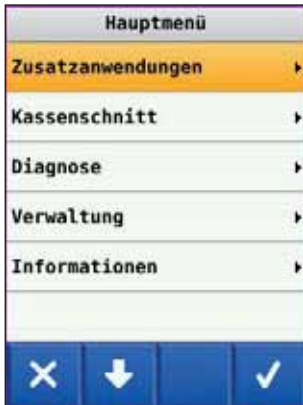 Hauptmenü
Zusatzanwendungen
Kassenschnitt
Diagnose
Verwaltung
Informationen